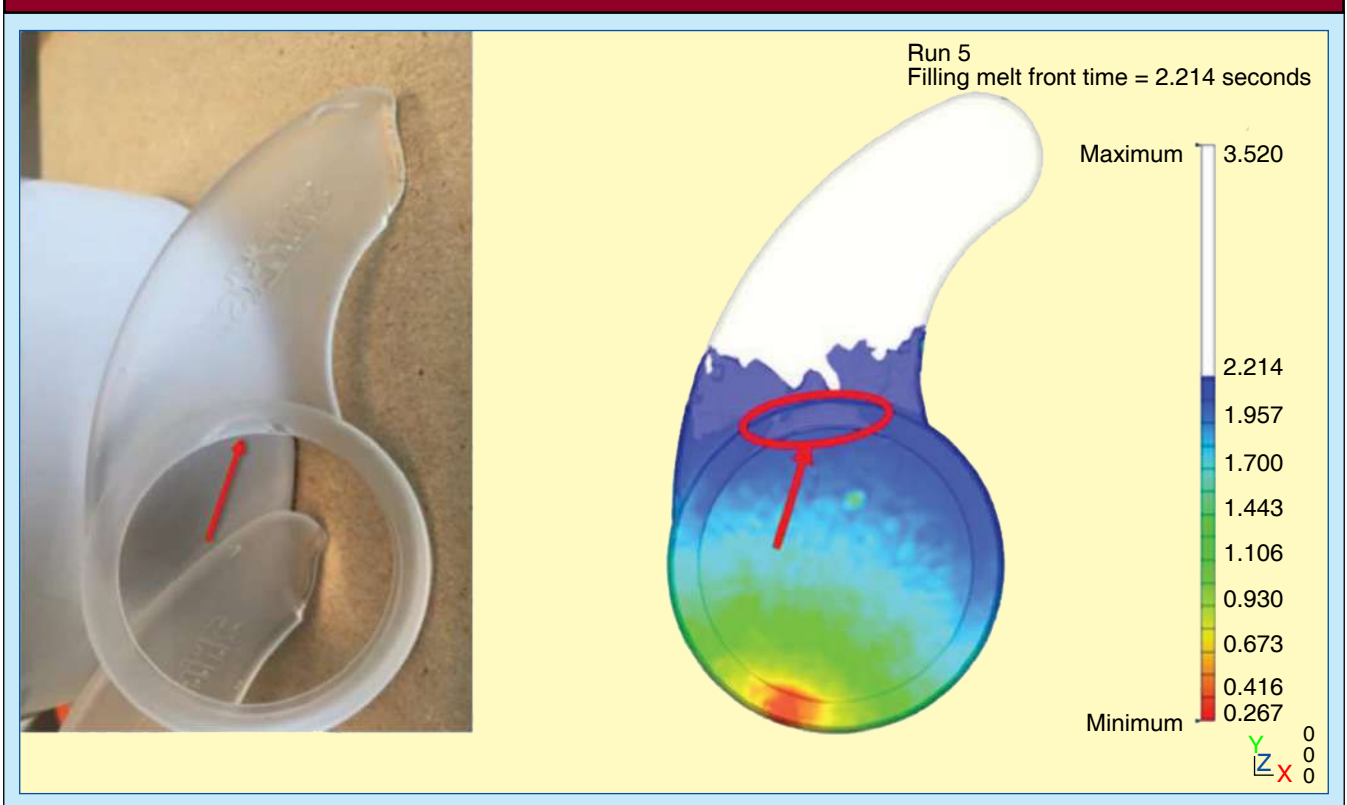 Run 5
Filling melt front time = 2.214 seconds
Maximum
3.520
2.214
1.957
1.700
1.443
1.106
0.930
0.673
0.416
0.267
Minimum
Y
Z
X
0
0
0